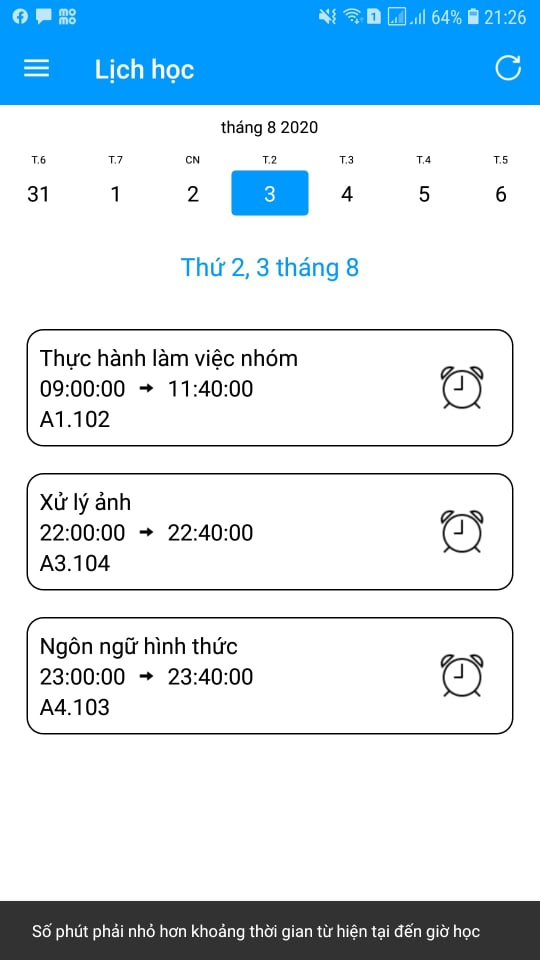 mo
mo
1
64%
21:26
Lịch học
tháng 8 2020
T.6 T.7 CN T.2 T.3 T.4 T.5
31 1 2 3 4 5 6
Thứ 2, 3 tháng 8
Thực hành làm việc nhóm
09:00:00 → 11:40:00
A1.102
Xử lý ảnh
22:00:00 → 22:40:00
A3.104
Ngôn ngữ hình thức
23:00:00 → 23:40:00
A4.103
Số phút phải nhỏ hơn khoảng thời gian từ hiện tại đến giờ học